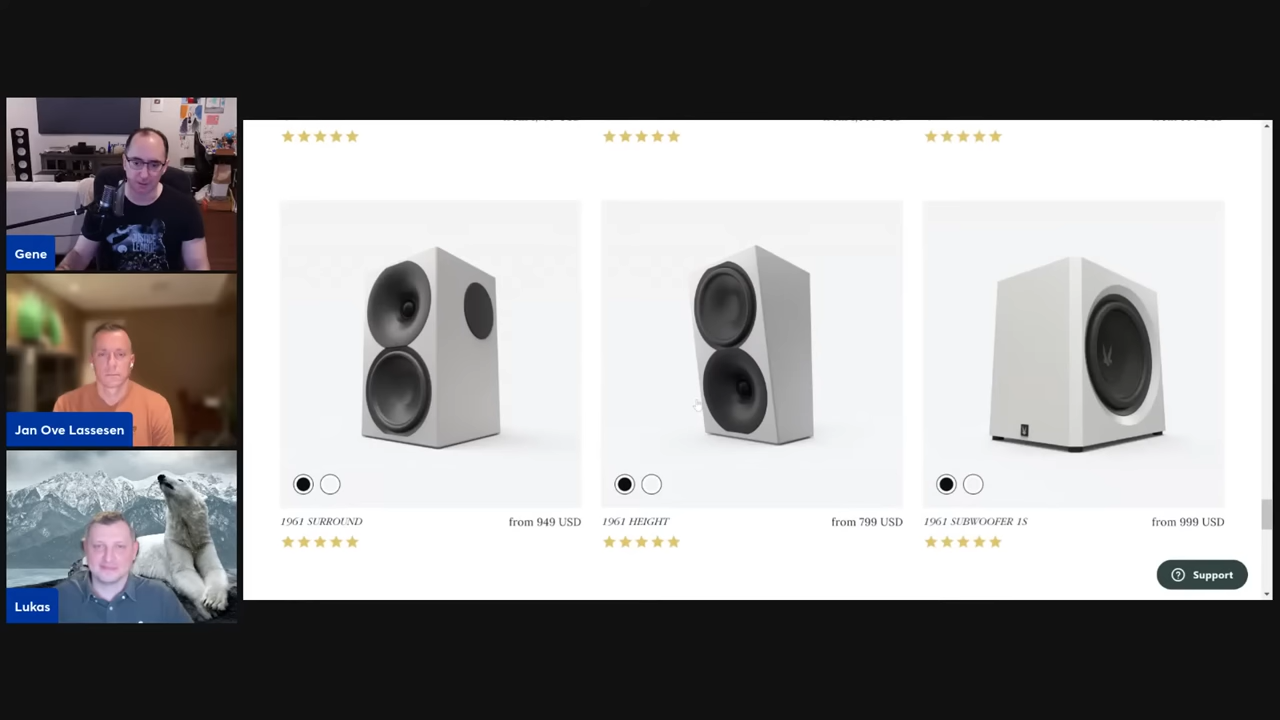 Gene
Jan Ove Lassesen
Lukas
1961 SURROUND
from 949 USD
1961 HEIGHT
from 799 USD
1961 SUBWOOFER 1S
from 999 USD
Support